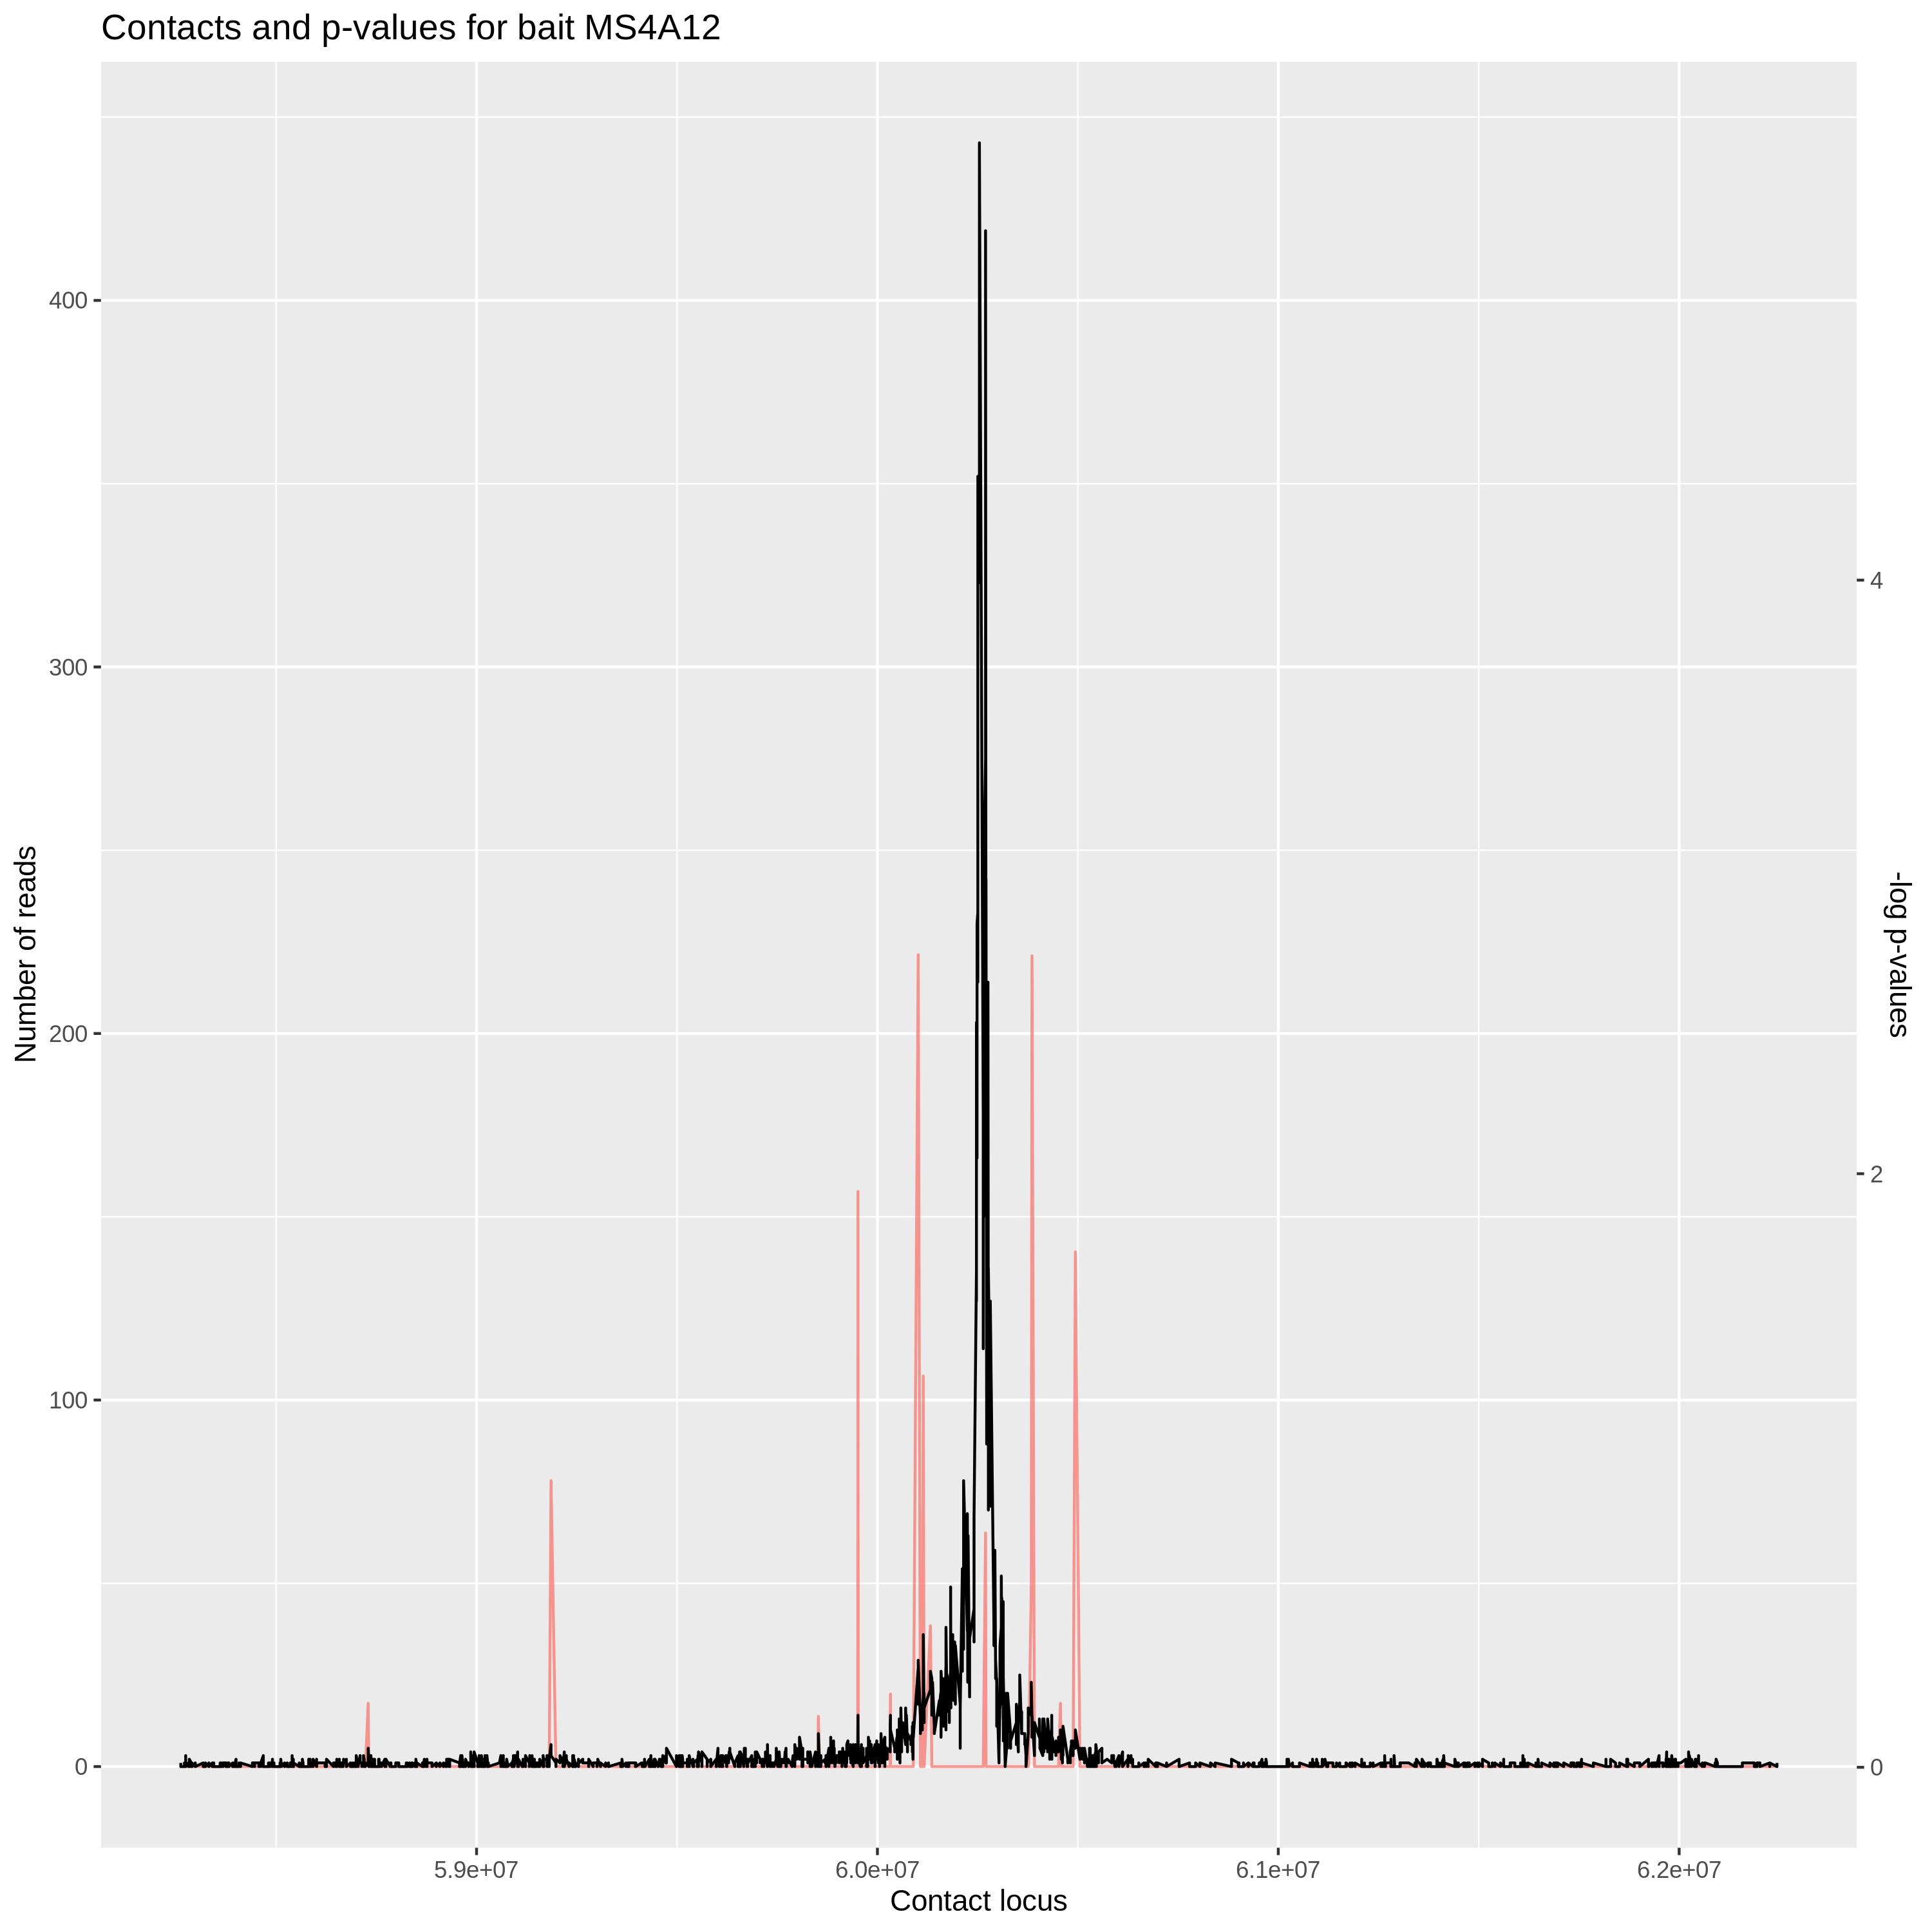 Contacts and p-values for bait MS4A12
400
300
200
100
0
Number of reads
4
2
0
-log p-values
5.9e+07
6.0e+07
6.1e+07
6.2e+07
Contact locus